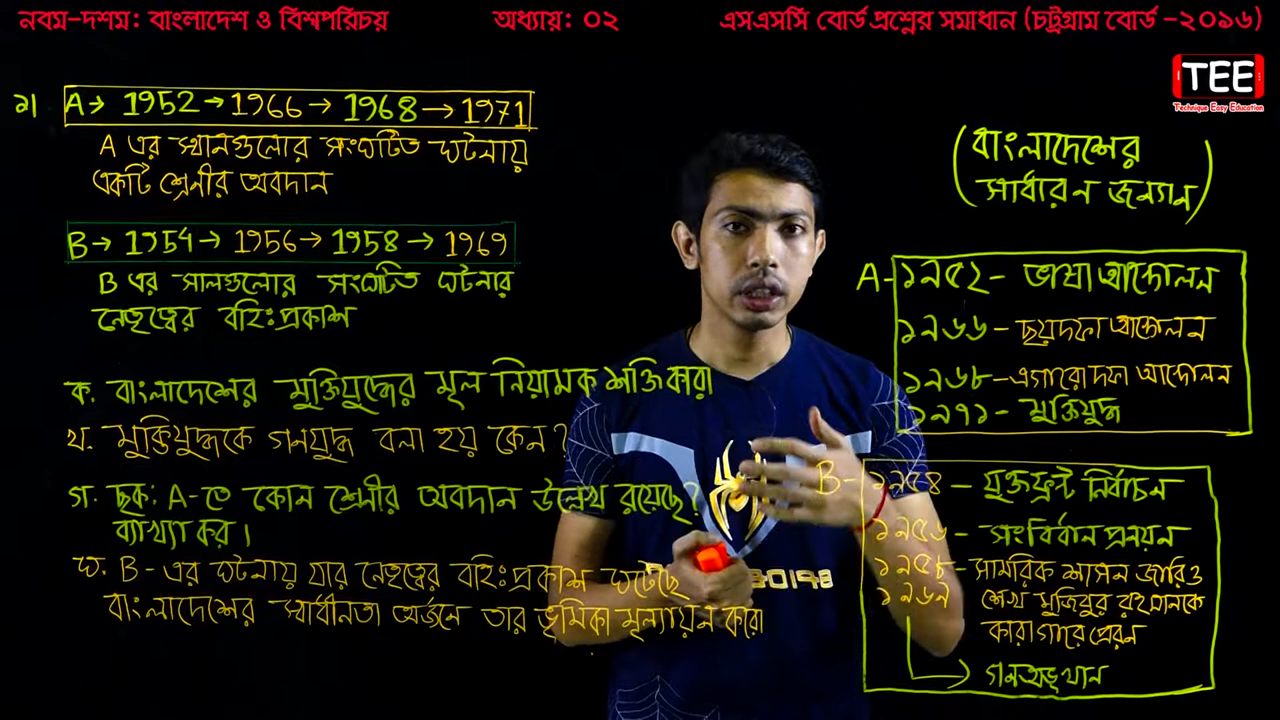 নবম-দশম: বাংলাদেশ ও বিশ্বপরিচয়
অধ্যায়: ০২
এসএসসি বোর্ড প্রশ্নের সমাধান (চট্রগ্রাম বোর্ড -২০১৬)
TEE
Technique Easy Education
১। A→ 1952→1966→ 1968→1971
A এর স্থানগুলোর সংঘটিত ঘটনায়
একটি শ্রেনীর অবদান
B→ 1954→ 1956→1958→ 1969
B এর সালগুলোর সংঘটিত ঘটনার
নেতৃত্বের বহিঃপ্রকাশ
ক. বাংলাদেশের মুক্তিযুদ্ধের মূল নিয়ামক শক্তি কারা
খ. মুক্তিযুদ্ধকে গনযুদ্ধ বলা হয় কেন?
গ. ছক: A-তে কোন শ্রেনীর অবদান উল্লেখ রয়েছে?
ব্যাখ্যা কর।
ঘ. B-এর ঘটনায় যার নেতৃত্বের বহিঃপ্রকাশ ঘটেছে
বাংলাদেশের স্বাধীনতা অর্জনে তার ভূমিকা মূল্যায়ন করো
(বাংলাদেশের
সাধারন জনগন)
A- ১৯৫২- ভাষা আন্দোলন
১৯৬৬- ছয়দফা আন্দোলন
১৯৬৮-এগারো দফা আন্দোলন
১৯৭১- মুক্তিযুদ্ধ
B- ১৯৫৪ - যুক্তফ্রন্ট নির্বাচন
১৯৫৬ - সংবিধান প্রনয়ন
১৯৫৮ - সামরিক শাসন জারি ও
১৯৬৯ শেখ মুজিবুর রহমানকে
কারাগারে প্রেরন
গনঅভ্যুত্থান